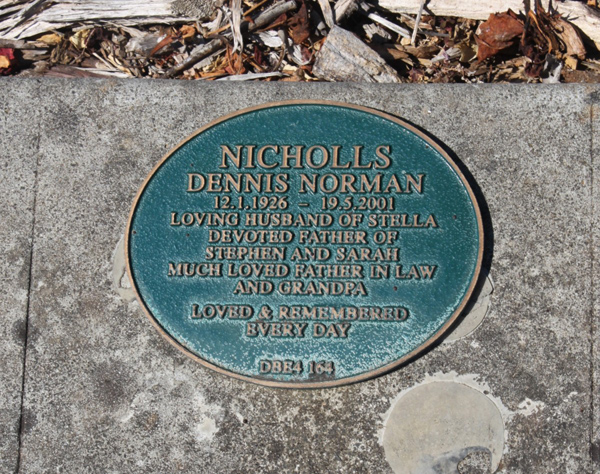 NICHOLLS
DENNIS NORMAN
12.1.1926 – 19.5.2001
LOVING HUSBAND OF STELLA
DEVOTED FATHER OF
STEPHEN AND SARAH
MUCH LOVED FATHER IN LAW
AND GRANDPA
LOVED & REMEMBERED
EVERY DAY
DBE4 164